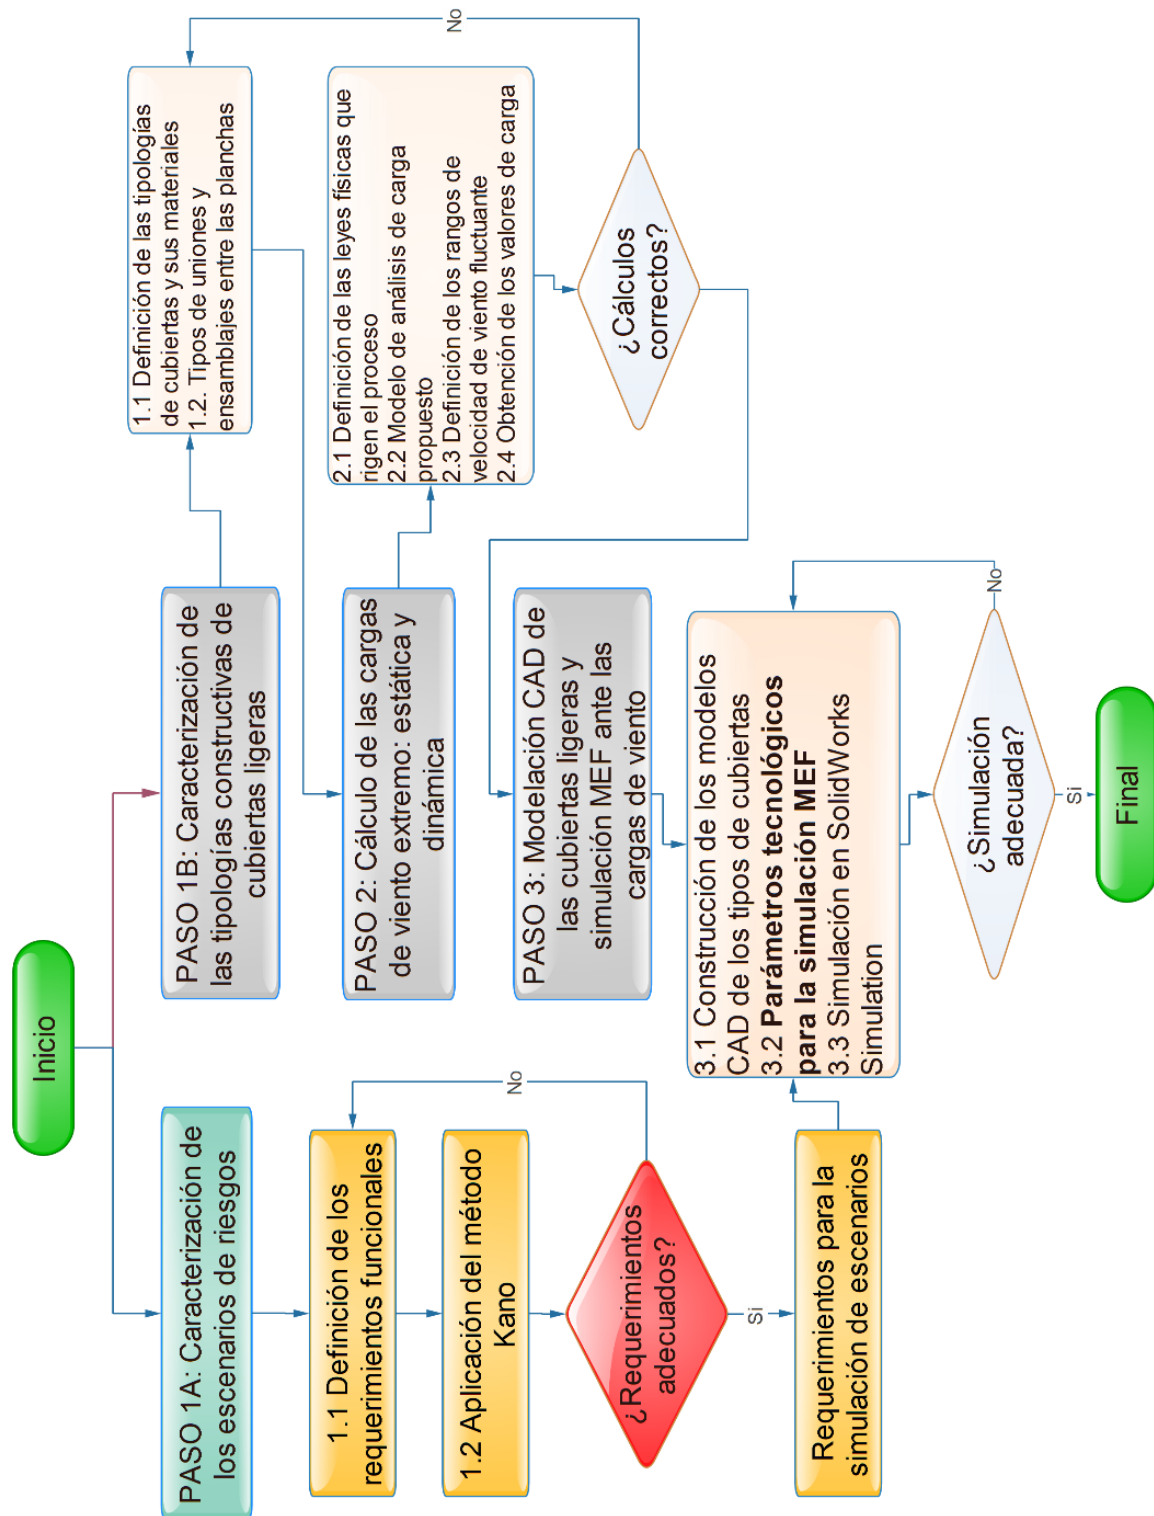 Inicio
PASO 1A: Caracterización de
los escenarios de riesgos
1.1 Definición de los
requerimientos funcionales
1.2 Aplicación del método
Kano
¿Requerimientos
adecuados?
No
Si
Requerimientos para la
simulación de escenarios
PASO 1B: Caracterización de
las tipologías constructivas de
cubiertas ligeras
1.1 Definición de las tipologías
de cubiertas y sus materiales
1.2. Tipos de uniones y
ensamblajes entre las planchas
PASO 2: Cálculo de las cargas
de viento extremo: estática y
dinámica
2.1 Definición de las leyes físicas que
rigen el proceso
2.2 Modelo de análisis de carga
propuesto
2.3 Definición de los rangos de
velocidad de viento fluctuante
2.4 Obtención de los valores de carga
¿Cálculos
correctos?
No
PASO 3: Modelación CAD de
las cubiertas ligeras y
simulación MEF ante las
cargas de viento
3.1 Construcción de los modelos
CAD de los tipos de cubiertas
3.2 Parámetros tecnológicos
para la simulación MEF
3.3 Simulación en SolidWorks
Simulation
¿Simulación
adecuada?
No
Si
Final